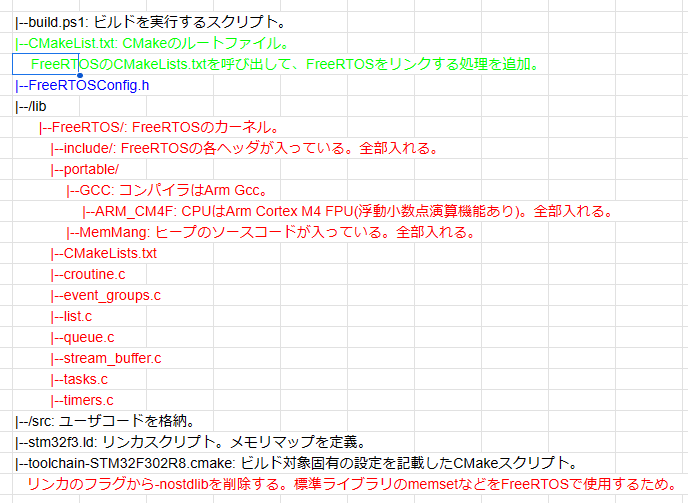 |--build.ps1: ビルドを実行するスクリプト。
|--CMakeList.txt: CMakeのルートファイル。
FreeRTOSのCMakeLists.txtを呼び出して、FreeRTOSをリンクする処理を追加。
|--FreeRTOSConfig.h
|--/lib
|--FreeRTOS/: FreeRTOSのカーネル。
|--include/: FreeRTOSの各ヘッダが入っている。全部入れる。
|--portable/
|--GCC: コンパイラはArm Gcc。
|--ARM_CM4F: CPUはArm Cortex M4 FPU(浮動小数点演算機能あり)。全部入れる。
|--MemMang: ヒープのソースコードが入っている。全部入れる。
|--CMakeLists.txt
|--croutine.c
|--event_groups.c
|--list.c
|--queue.c
|--stream_buffer.c
|--tasks.c
|--timers.c
|--/src: ユーザコードを格納。
|--stm32f3.ld: リンカスクリプト。メモリマップを定義。
|--toolchain-STM32F302R8.cmake: ビルド対象固有の設定を記載したCMakeスクリプト。
リンカのフラグから-nostdlibを削除する。標準ライブラリのmemsetなどをFreeRTOSで使用するため。